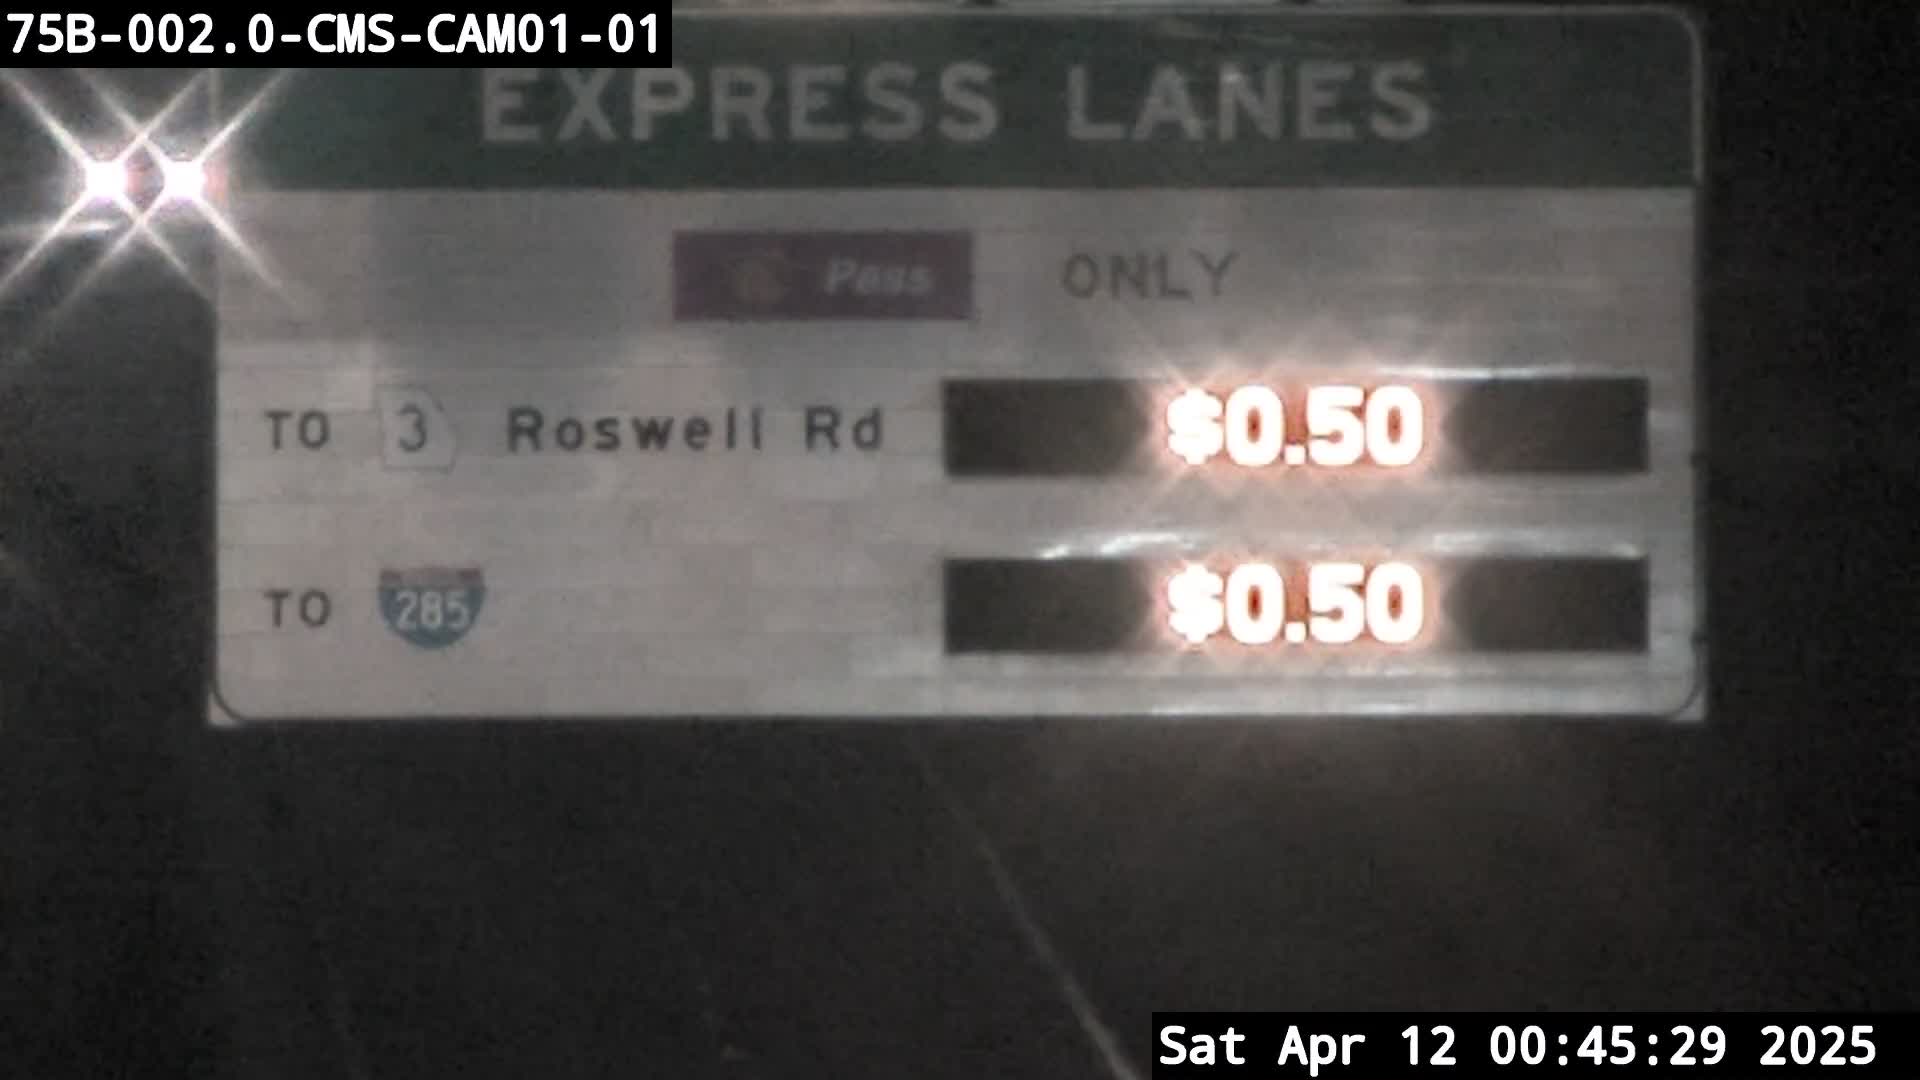 75B-002.0-CMS-CAM01-01
EXPRESS LANES
Pass ONLY
TO 3 Roswell Rd $0.50
TO 285 $0.50
Sat Apr 12 00:45:29 2025